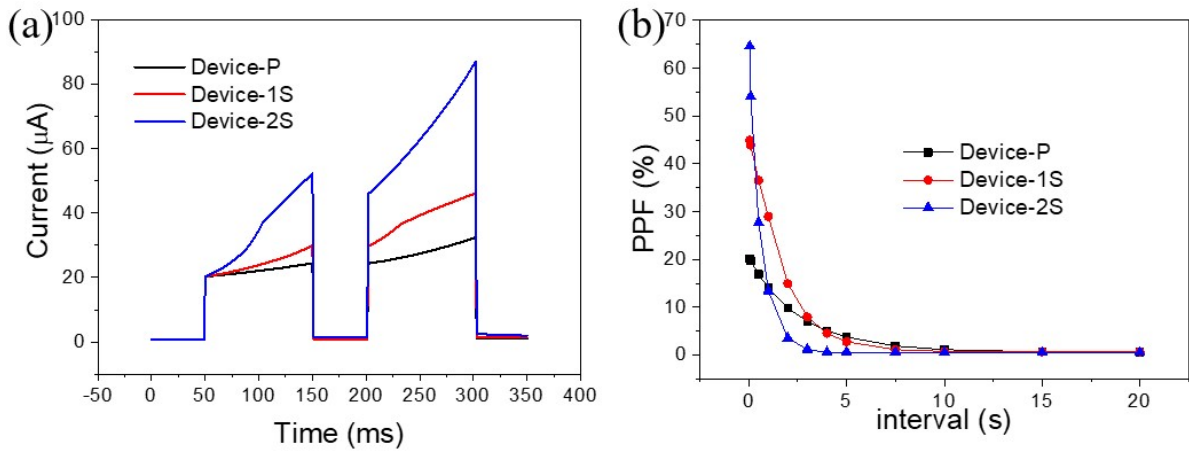 (a)
100
80
60
40
20
0
Current (μA)
Device-P
Device-1S
Device-2S
-50 0 50 100 150 200 250 300 350 400
Time (ms)
(b)
70
60
50
40
30
20
10
0
PPF (%)
Device-P
Device-1S
Device-2S
0 5 10 15 20
interval (s)